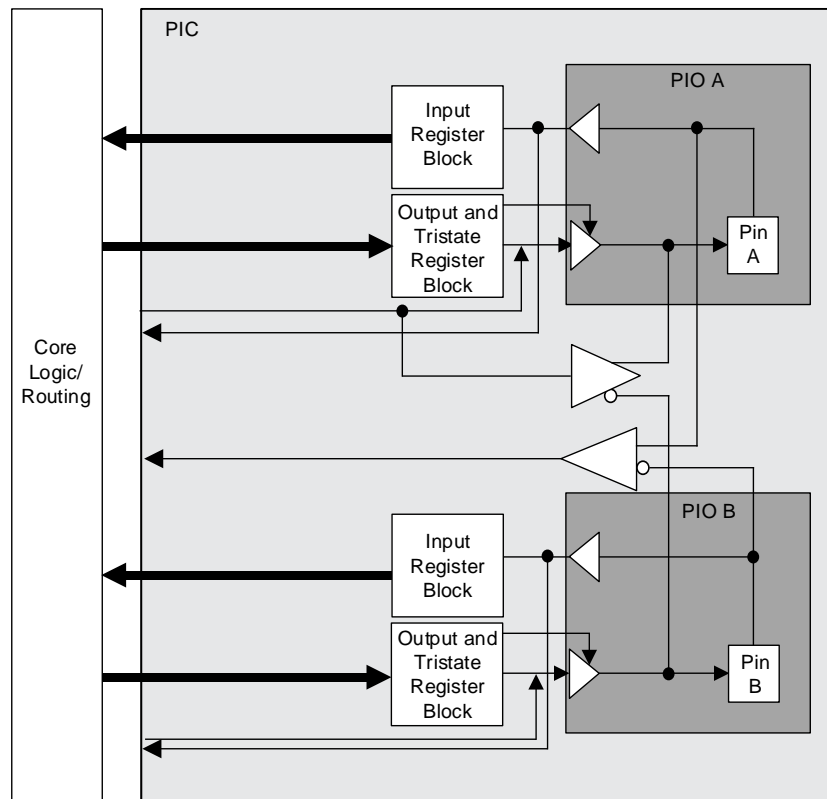 PIC
PIO A
Input
Register
Block
Output and
Tristate
Register
Block
Pin
A
Core
Logic/
Routing
PIO B
Input
Register
Block
Output and
Tristate
Register
Block
Pin
B